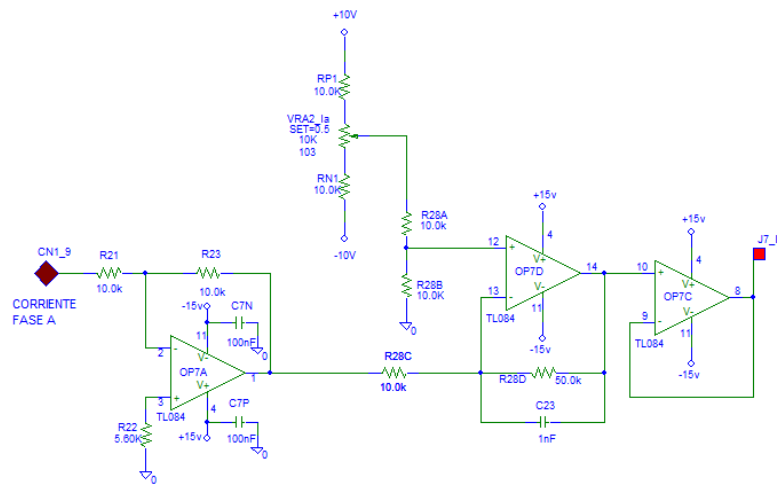 +10V
RP1
10.0K
VRA2_Ia
SET=0.5
10K
103
RN1
10.0K
-10V
R28A
10.0k
R28B
10.0K
0
+15v
4
12
V+
14
OP7D
13
V-
TL084
11
-15v
+15v
4
10
V+
OP7C
8
9
V-
TL084
11
-15v
CN1_9
R21
10.0k
CORRIENTE
FASE A
R23
10.0k
-15v
C7N
11
100nF
0
2
V-
OP7A
1
3
V+
TL084
4
C7P
+15v
100nF
0
R22
5.60K
0
R28C
10.0k
R28D
50.0k
C23
1nF